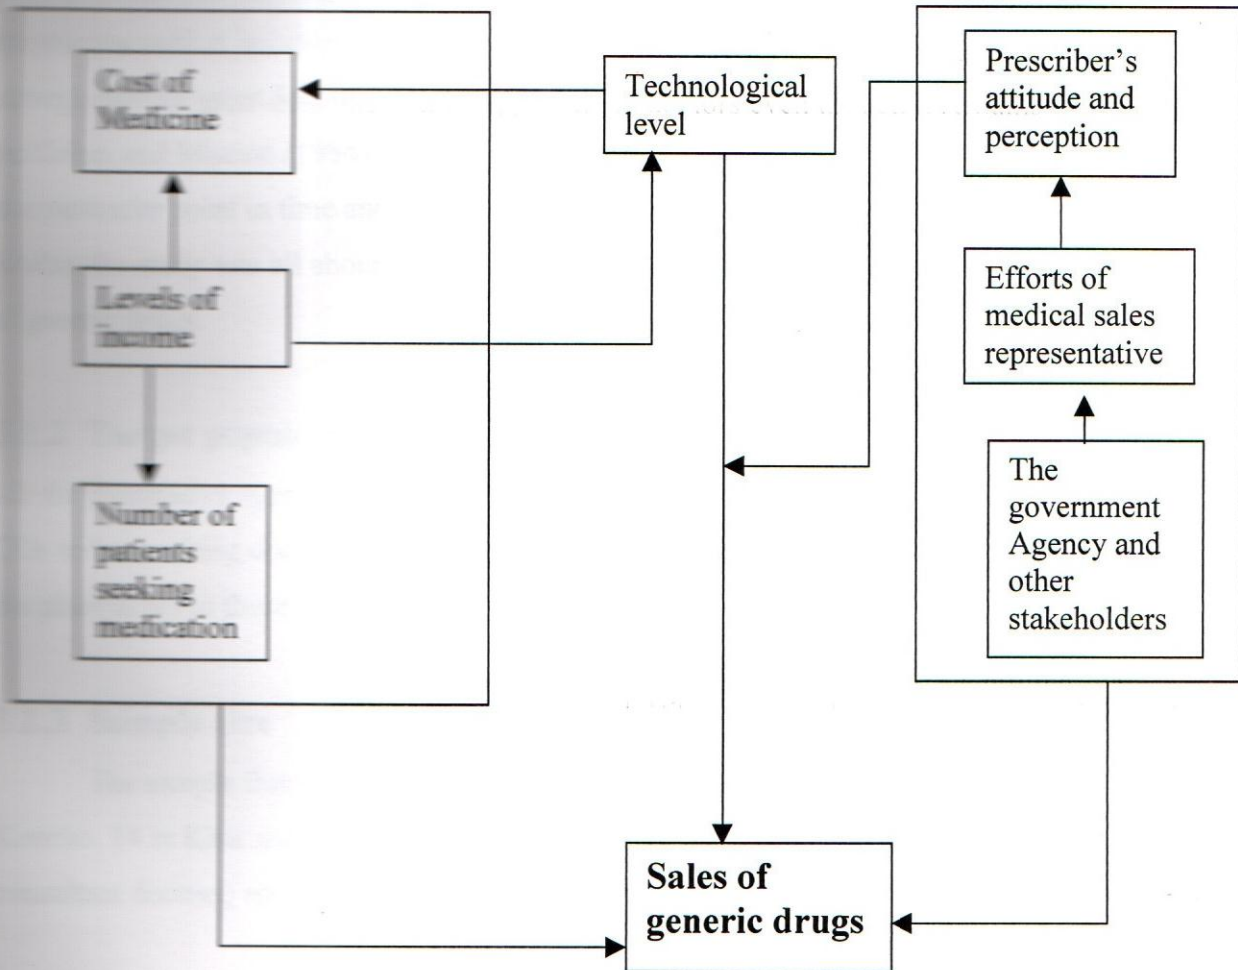 Cost of
Medicine
Levels of
income
Number of
patients
seeking
medication
Technological
level
Prescriber’s
attitude and
perception
Efforts of
medical sales
representative
The
government
Agency and
other
stakeholders
Sales of
generic drugs